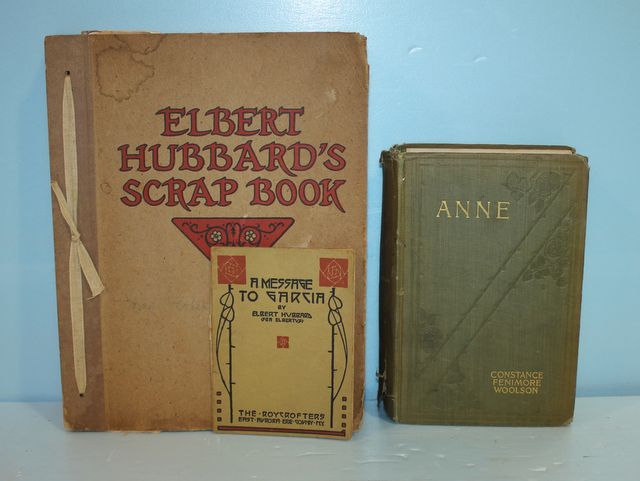 ELBERT
HUBBARD'S
SCRAP BOOK
A MESSAGE
TO GARCIA
BY
ELBERT HUBBARD
THE · ROYCROFTERS
EAST · AURORA · ERIE · COUNTY · N.Y.
ANNE
CONSTANCE
FENIMORE
WOOLSON